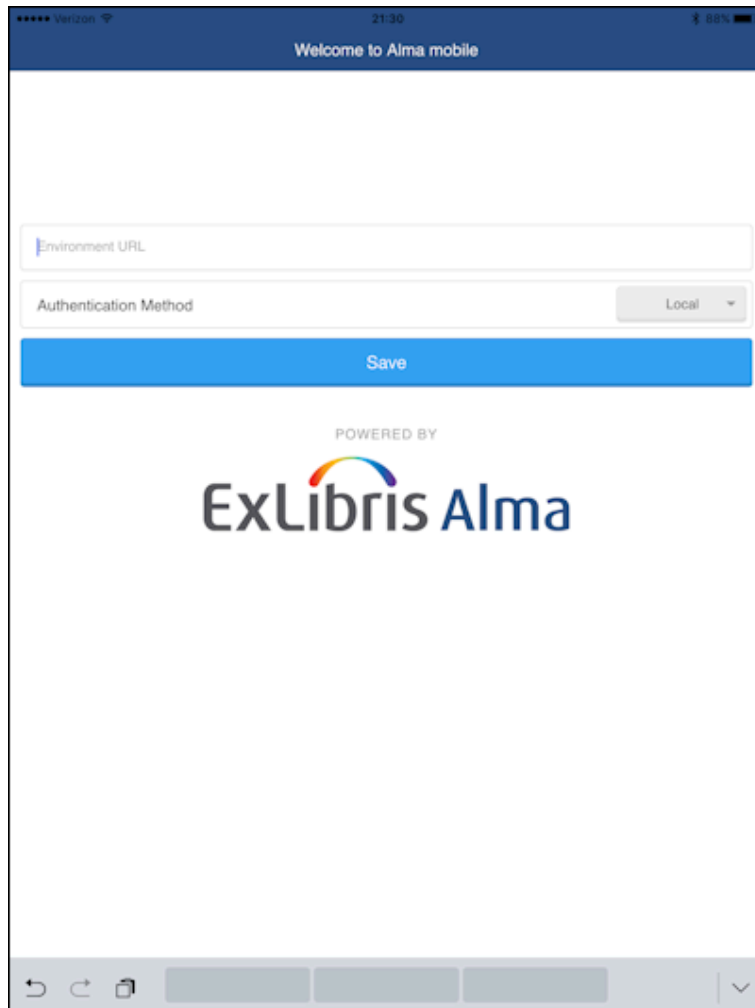 Verizon 21:30 88%
Welcome to Alma mobile
Environment URL
Authentication Method Local
Save
POWERED BY
ExLibris Alma